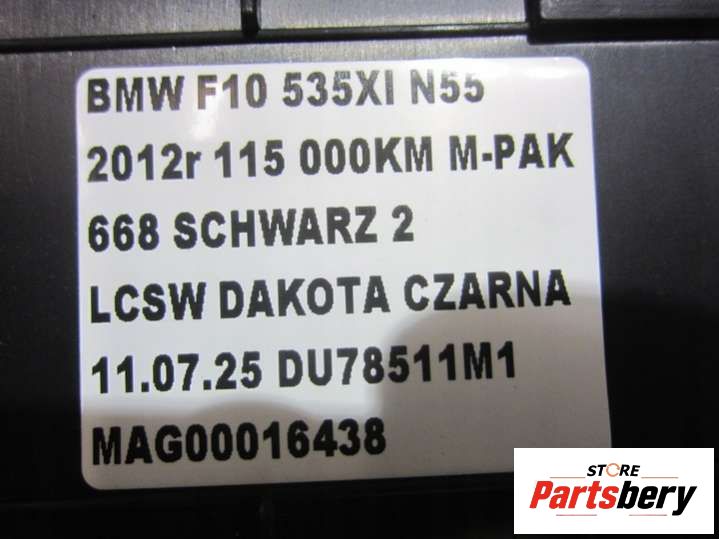 BMW F10 535XI N55
2012r 115 000KM M-PAK
668 SCHWARZ 2
LCSW DAKOTA CZARNA
11.07.25 DU78511M1
MAG00016438
STORE
Partsbery